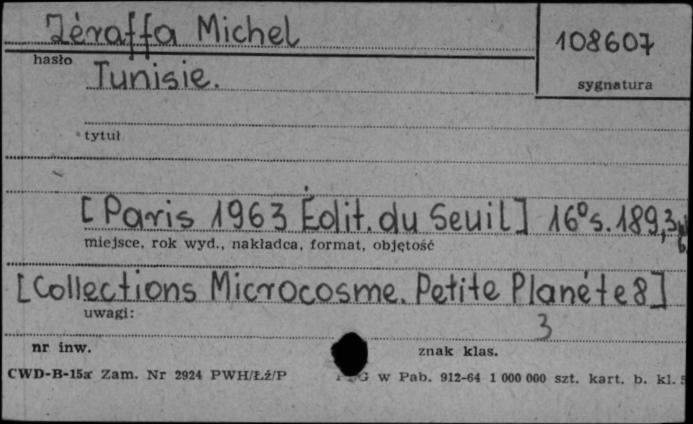 Zéraffa Michel
108607
hasło
sygnatura
Tunisie.
tytuł
[Paris 1963 Édit. du Seuil] 16° s. 189, 3
miejsce, rok wyd., nakładca, format, objętość
[Collections Microcosme. Petite Planéte 8]
uwagi:
3
nr inw.
znak klas.
CWD-B-15a Zam. Nr 2924 PWH/Łź/P
w Pab. 912-64 1 000 000 szt. kart. b. kl.